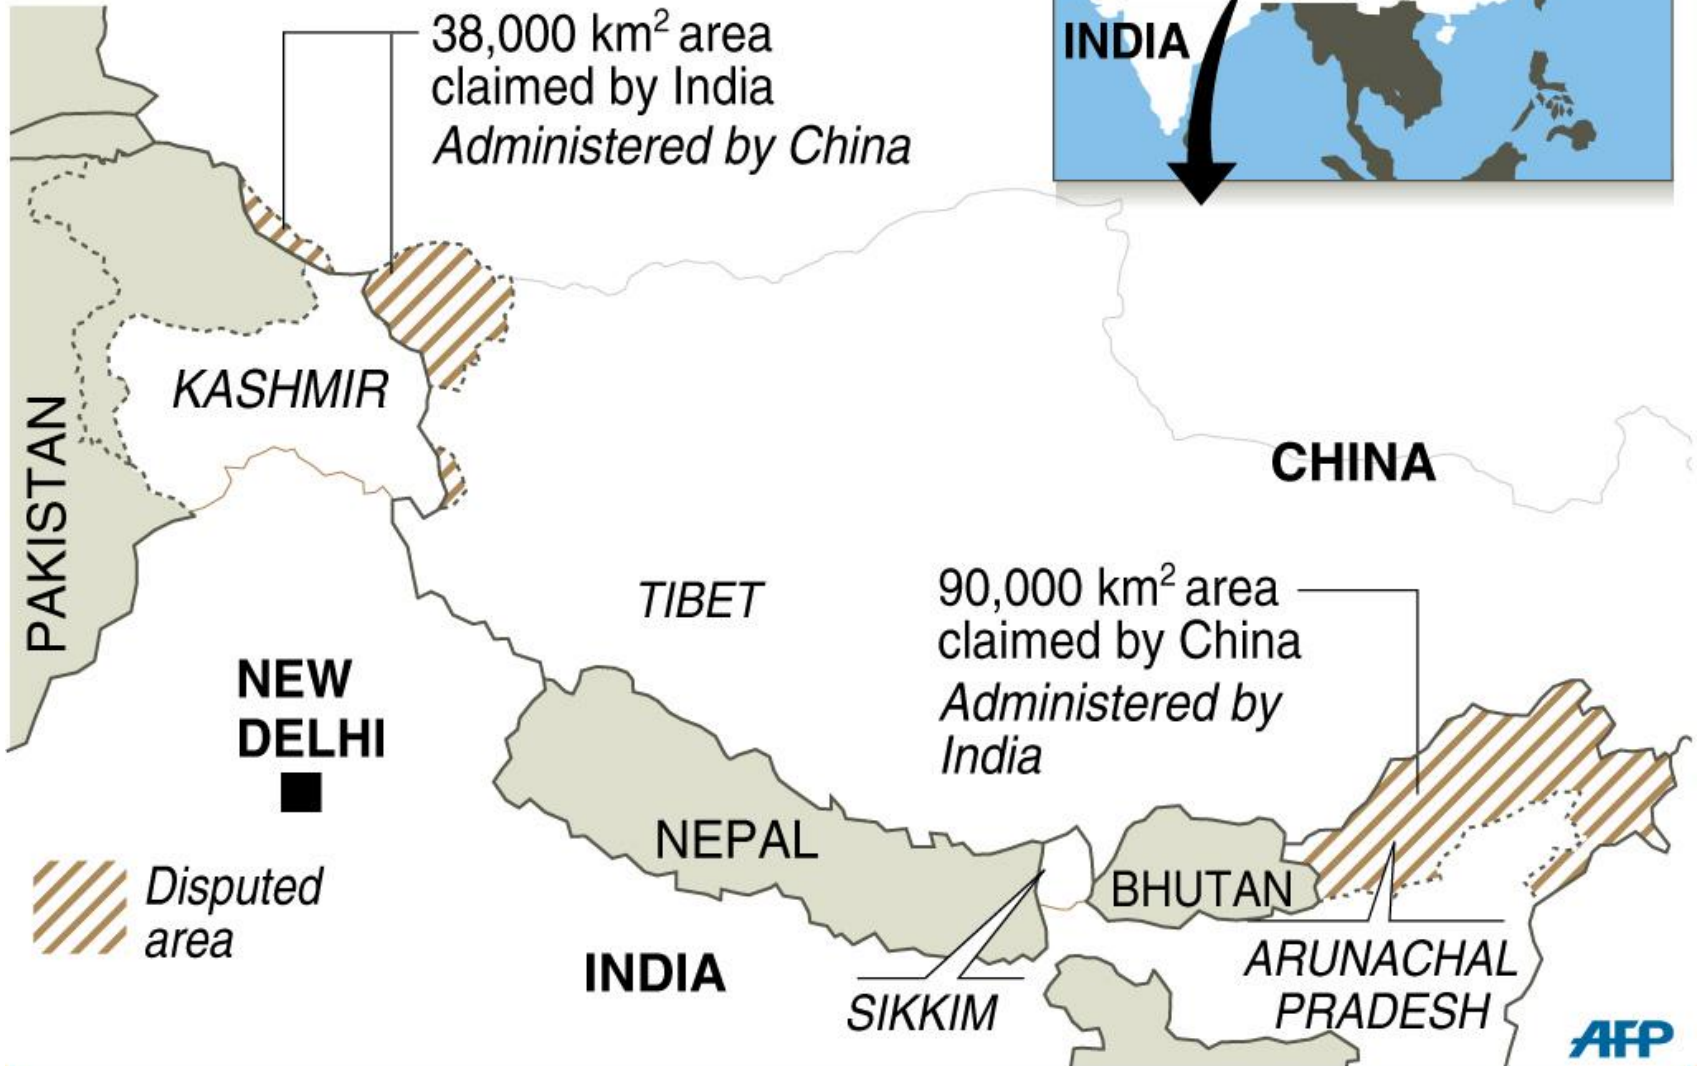 38,000 km² area
claimed by India
Administered by China
INDIA
KASHMIR
PAKISTAN
CHINA
TIBET
90,000 km² area
claimed by China
Administered by
India
NEW
DELHI
NEPAL
BHUTAN
Disputed
area
INDIA
SIKKIM
ARUNACHAL
PRADESH
AFP